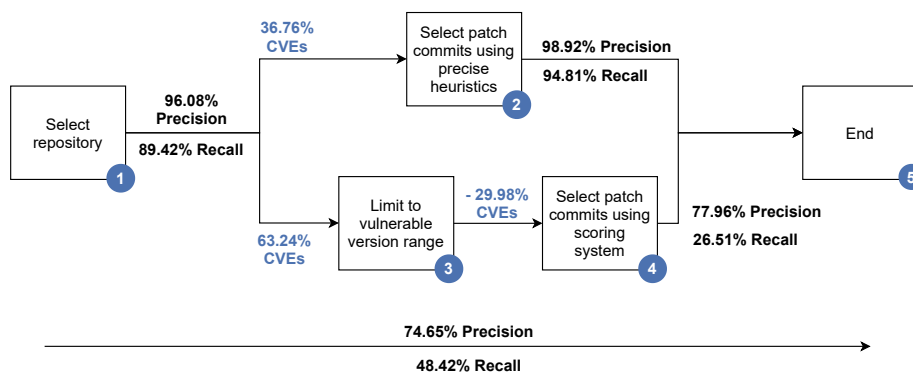 36.76%
CVEs
Select patch
commits using
precise
heuristics
2
98.92% Precision
94.81% Recall
Select
repository
1
96.08%
Precision
89.42% Recall
End
5
63.24%
CVEs
Limit to
vulnerable
version range
3
- 29.98%
CVEs
Select patch
commits using
scoring
system
4
77.96% Precision
26.51% Recall
74.65% Precision
48.42% Recall